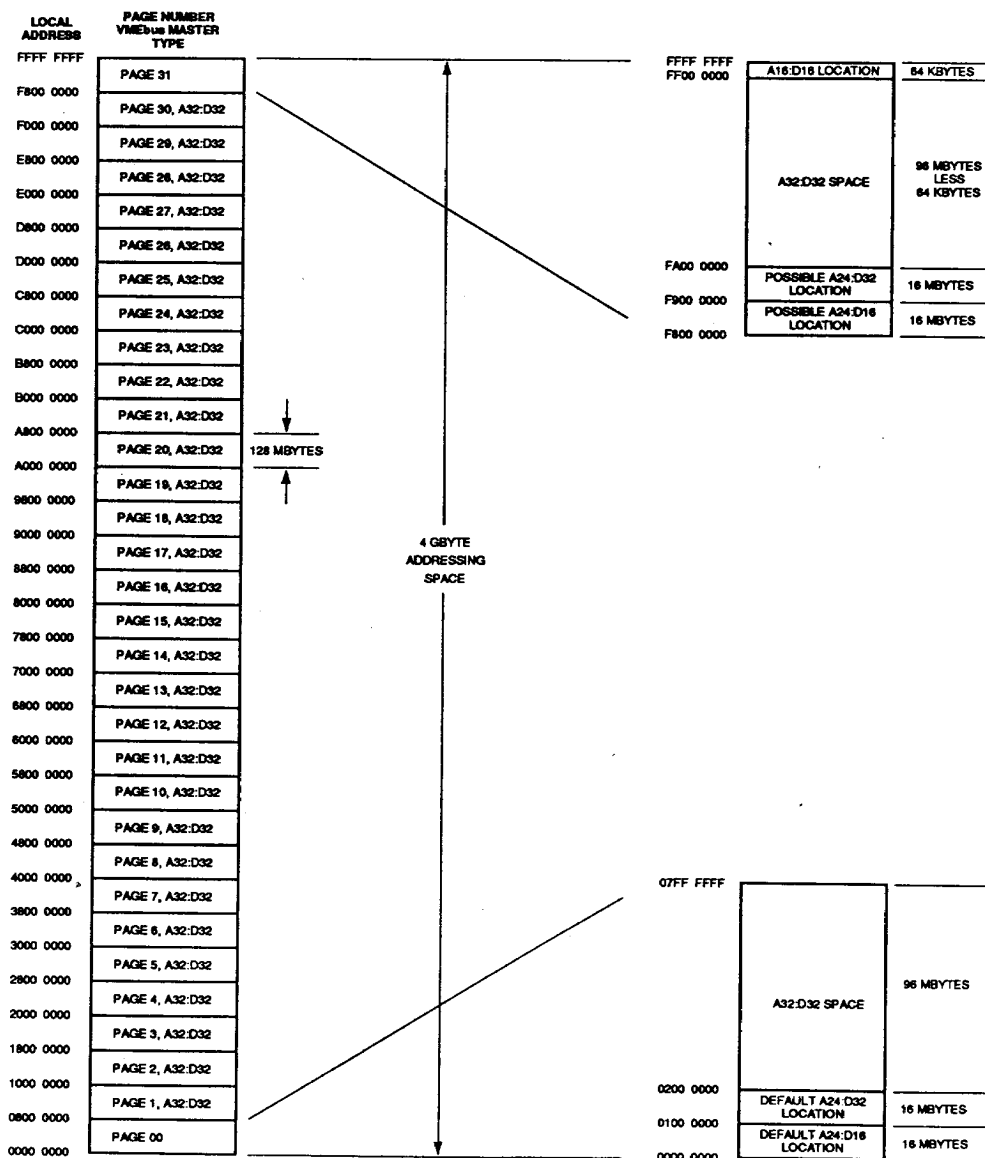 LOCAL ADDRESS
PAGE NUMBER VMEbus MASTER TYPE
FFFF FFFF
PAGE 31
F800 0000
PAGE 30, A32:D32
F000 0000
PAGE 29, A32:D32
E800 0000
PAGE 28, A32:D32
E000 0000
PAGE 27, A32:D32
D800 0000
PAGE 26, A32:D32
D000 0000
PAGE 25, A32:D32
C800 0000
PAGE 24, A32:D32
C000 0000
PAGE 23, A32:D32
B800 0000
PAGE 22, A32:D32
B000 0000
PAGE 21, A32:D32
A800 0000
PAGE 20, A32:D32
128 MBYTES
A000 0000
PAGE 19, A32:D32
9800 0000
PAGE 18, A32:D32
9000 0000
PAGE 17, A32:D32
8800 0000
PAGE 16, A32:D32
8000 0000
PAGE 15, A32:D32
7800 0000
PAGE 14, A32:D32
7000 0000
PAGE 13, A32:D32
6800 0000
PAGE 12, A32:D32
6000 0000
PAGE 11, A32:D32
5800 0000
PAGE 10, A32:D32
5000 0000
PAGE 9, A32:D32
4800 0000
PAGE 8, A32:D32
4000 0000
PAGE 7, A32:D32
3800 0000
PAGE 6, A32:D32
3000 0000
PAGE 5, A32:D32
2800 0000
PAGE 4, A32:D32
2000 0000
PAGE 3, A32:D32
1800 0000
PAGE 2, A32:D32
1000 0000
PAGE 1, A32:D32
0800 0000
PAGE 00
0000 0000
4 GBYTE
ADDRESSING
SPACE
FFFF FFFF
A16:D16 LOCATION
64 KBYTES
FF00 0000
A32:D32 SPACE
96 MBYTES
LESS
64 KBYTES
FA00 0000
POSSIBLE A24:D32
LOCATION
16 MBYTES
F900 0000
POSSIBLE A24:D16
LOCATION
16 MBYTES
F800 0000
07FF FFFF
A32:D32 SPACE
96 MBYTES
0200 0000
DEFAULT A24:D32
LOCATION
16 MBYTES
0100 0000
DEFAULT A24:D16
LOCATION
16 MBYTES
0000 0000